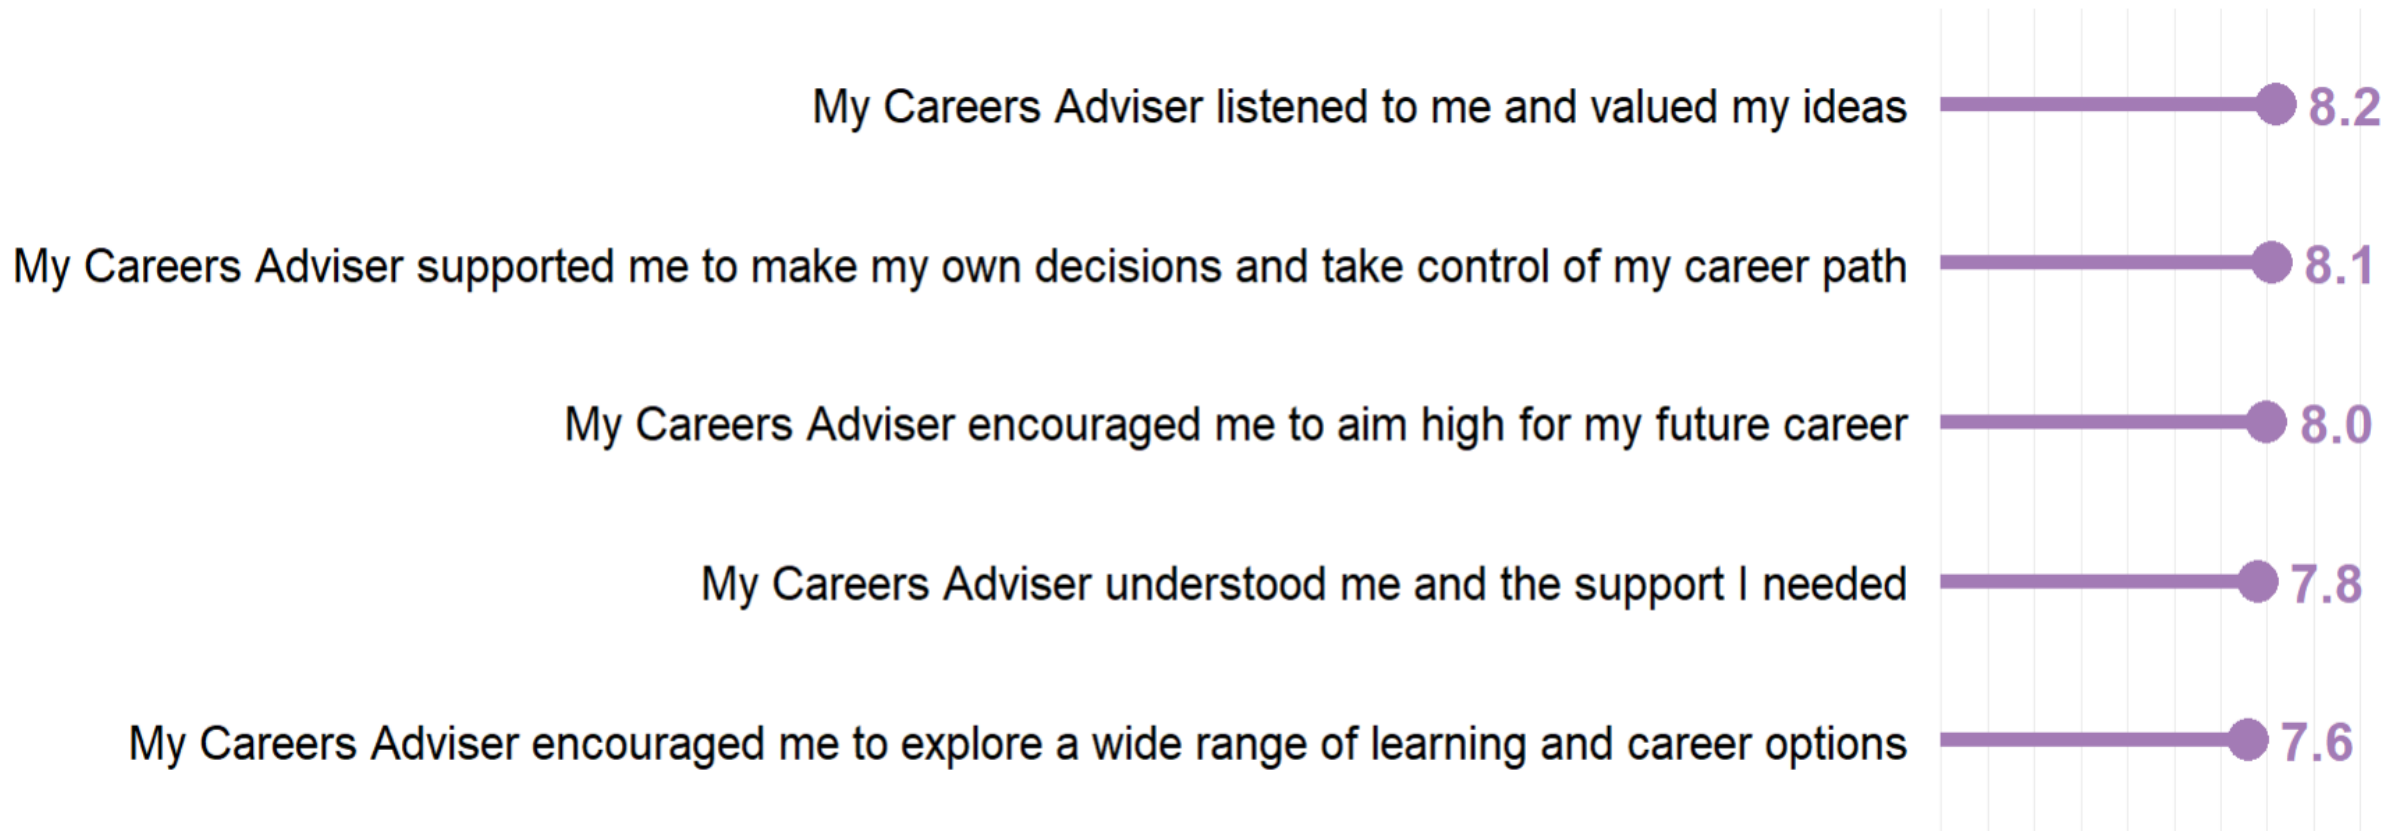 My Careers Adviser listened to me and valued my ideas 8.2
My Careers Adviser supported me to make my own decisions and take control of my career path 8.1
My Careers Adviser encouraged me to aim high for my future career 8.0
My Careers Adviser understood me and the support I needed 7.8
My Careers Adviser encouraged me to explore a wide range of learning and career options 7.6